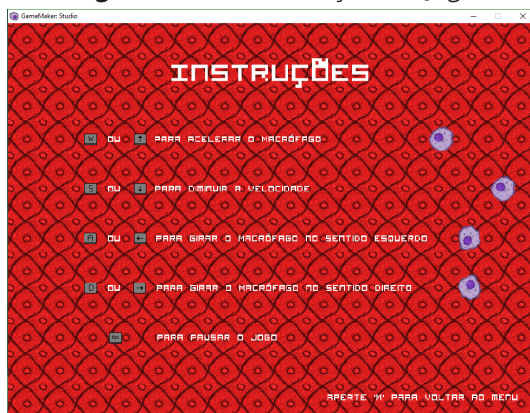 GameMaker: Studio
INSTRUÇÕES
W OU ↑ PARA ACELERAR O MACRÓFAGO
S OU ↓ PARA DIMINUIR A VELOCIDADE
A OU ← PARA GIRAR O MACRÓFAGO NO SENTIDO ESQUERDO
D OU → PARA GIRAR O MACRÓFAGO NO SENTIDO DIREITO
PARA PAUSAR O JOGO
APERTE 'M' PARA VOLTAR AO MENU